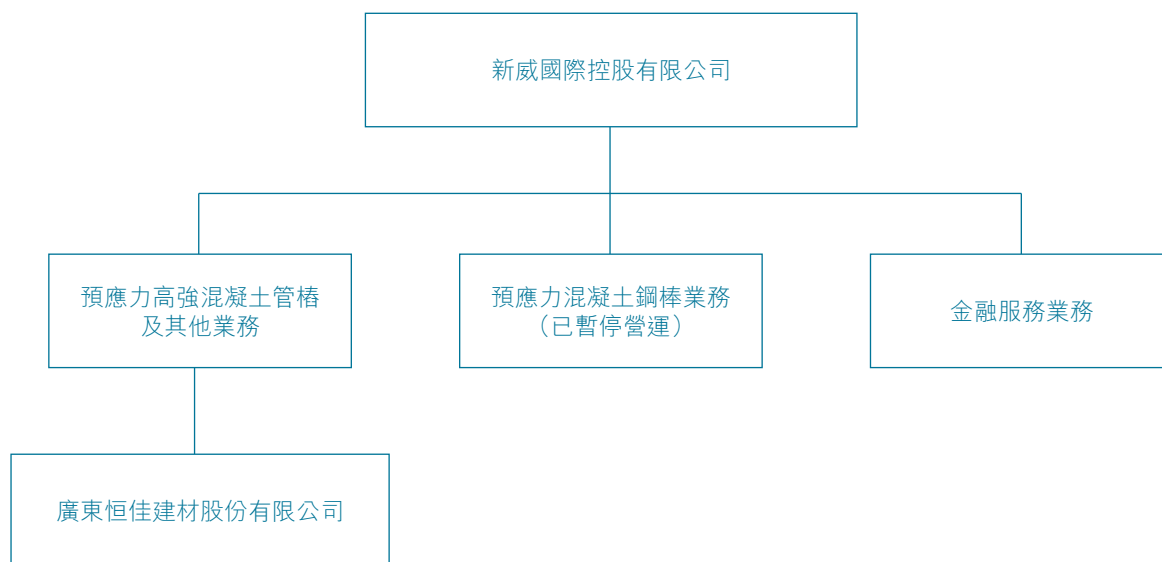 新威國際控股有限公司
預應力高強混凝土管樁
及其他業務
預應力混凝土鋼棒業務
（已暫停營運）
金融服務業務
廣東恒佳建材股份有限公司